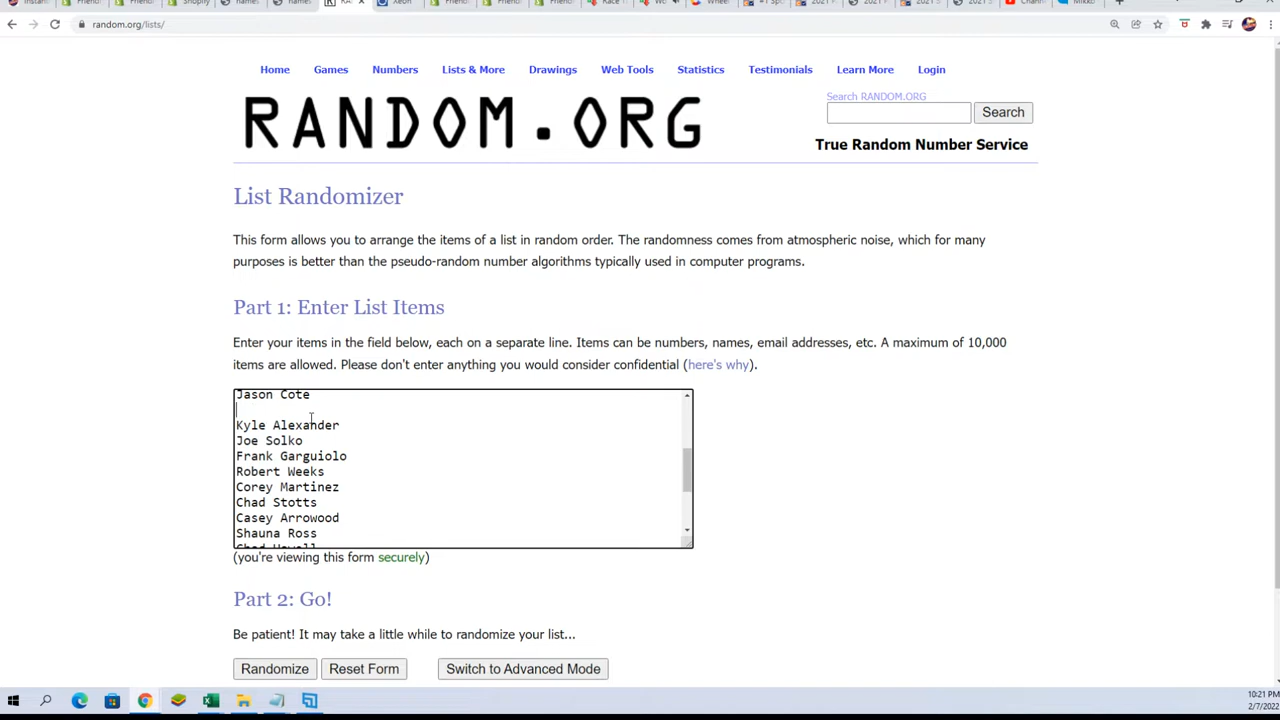 Shopify
random.org/lists/
Home Games Numbers Lists & More Drawings Web Tools Statistics Testimonials Learn More Login
RANDOM.ORG
Search RANDOM.ORG
Search
True Random Number Service
List Randomizer
This form allows you to arrange the items of a list in random order. The randomness comes from atmospheric noise, which for many
purposes is better than the pseudo-random number algorithms typically used in computer programs.
Part 1: Enter List Items
Enter your items in the field below, each on a separate line. Items can be numbers, names, email addresses, etc. A maximum of 10,000
items are allowed. Please don't enter anything you would consider confidential (here's why).
Jason Cote
Kyle Alexander
Joe Solko
Frank Garguiolo
Robert Weeks
Corey Martinez
Chad Stotts
Casey Arrowood
Shauna Ross
(you're viewing this form securely)
Part 2: Go!
Be patient! It may take a little while to randomize your list...
Randomize Reset Form Switch to Advanced Mode
10:21 PM
2/7/2022